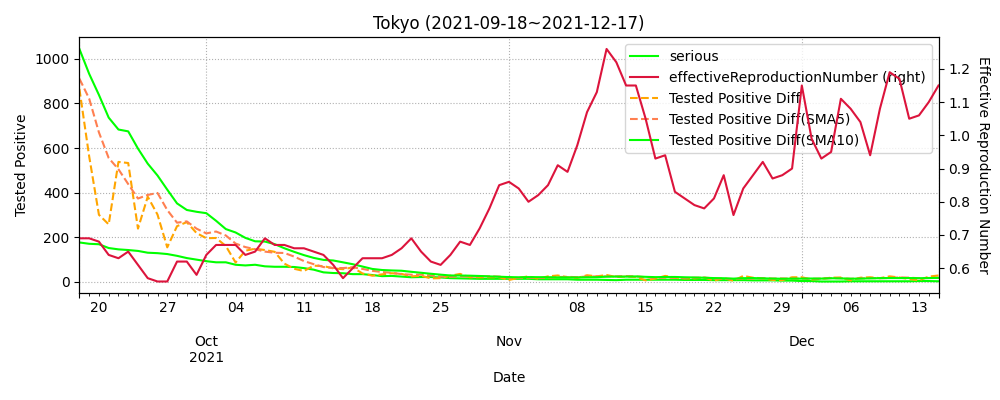 Tokyo (2021-09-18~2021-12-17)
serious
effectiveReproductionNumber (right)
Tested Positive Diff
Tested Positive Diff(SMA5)
Tested Positive Diff(SMA10)
Tested Positive
1000
800
600
400
200
0
1.2
1.1
1.0
0.9
0.8
0.7
0.6
Effective Reproduction Number
20 27 04 11 18 25 08 15 22 29 06 13
Oct Nov Dec
2021
Date